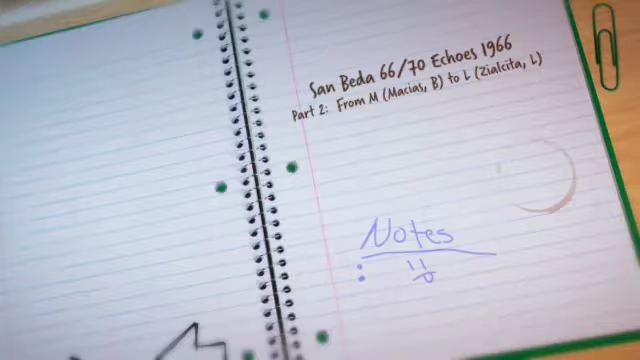 San Beda 66/70 Echoes 1966
Part 2: From M (Macias, B) to L (Zialcita, L)
Notes